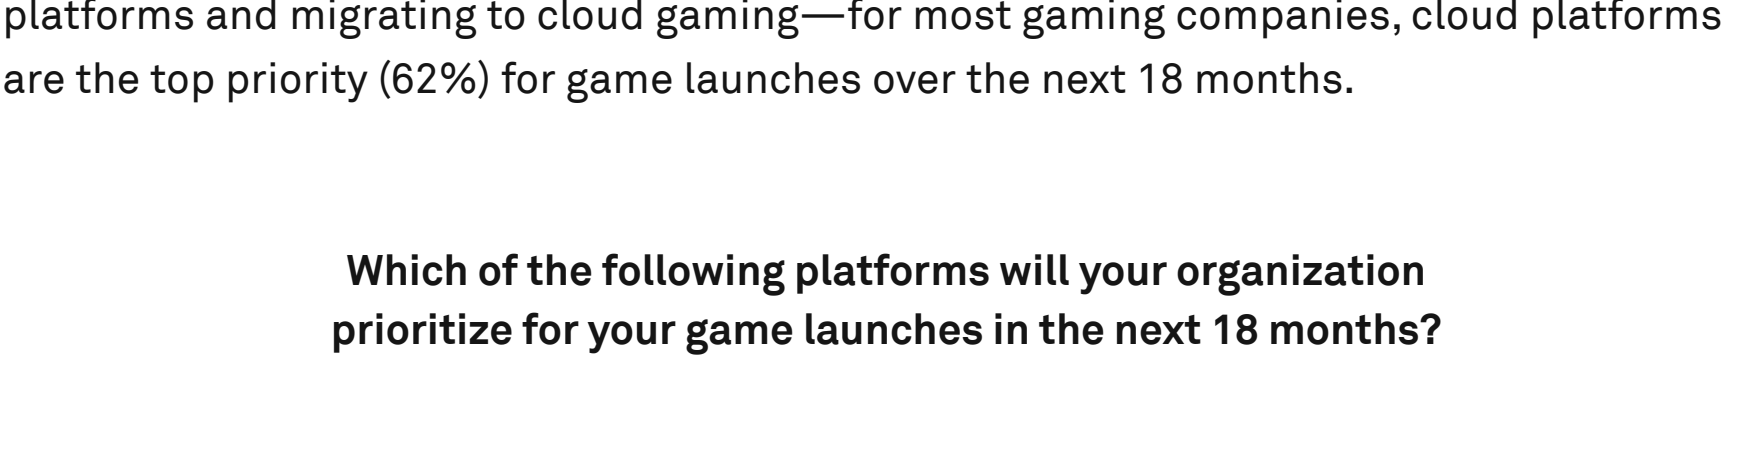 platforms and migrating to cloud gaming—for most gaming companies, cloud platforms
are the top priority (62%) for game launches over the next 18 months.
Which of the following platforms will your organization
prioritize for your game launches in the next 18 months?